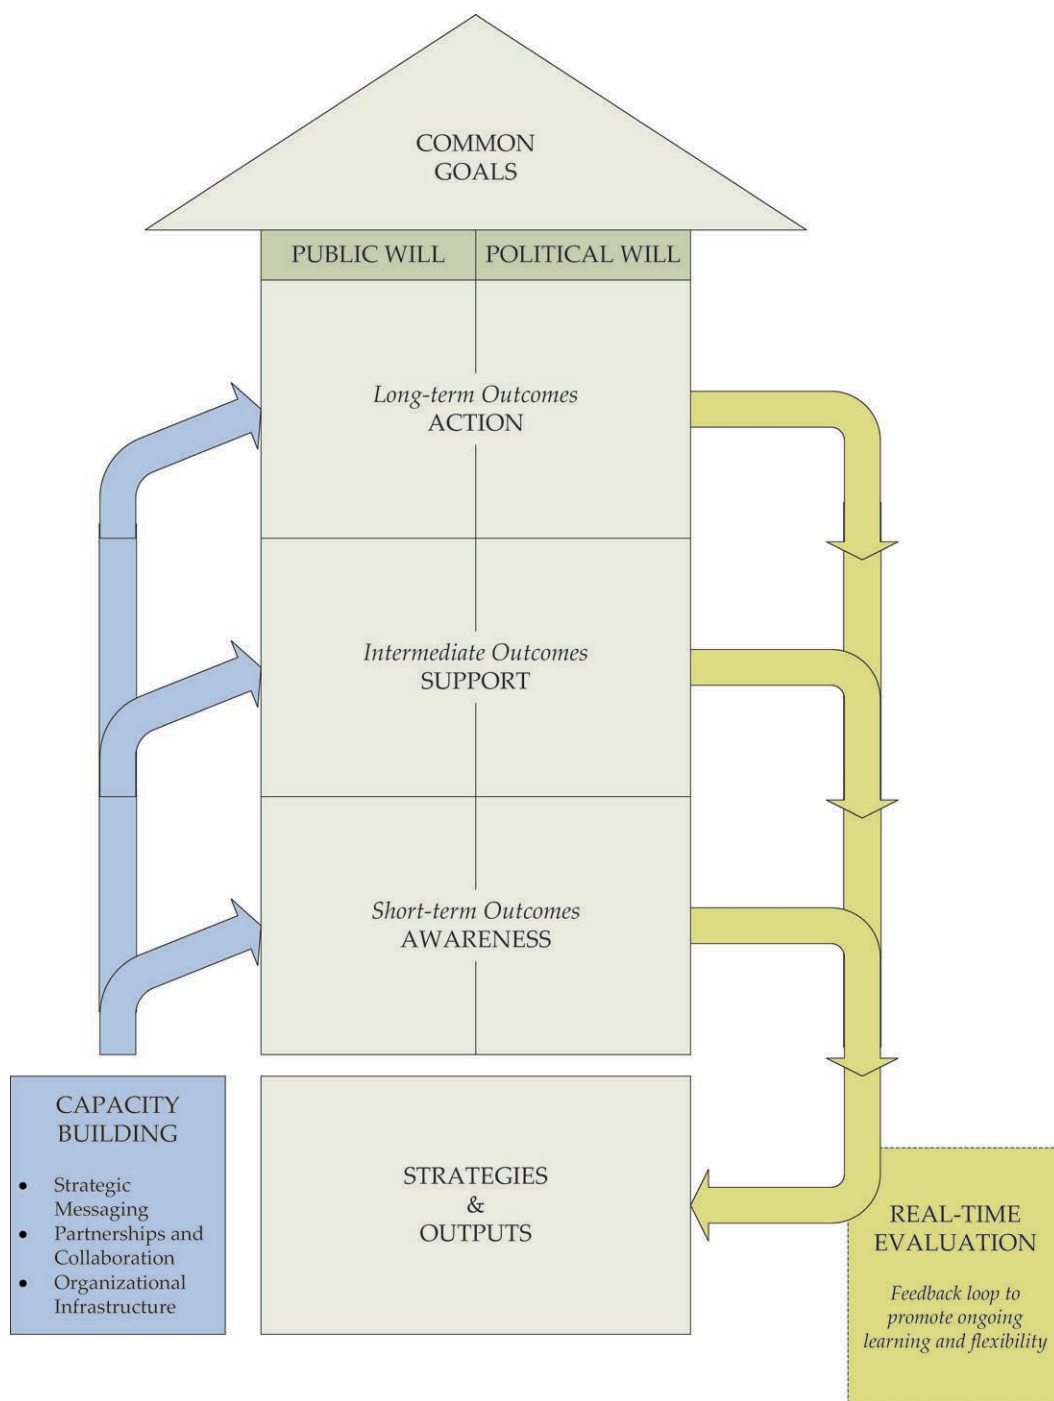 COMMON
GOALS
PUBLIC WILL
POLITICAL WILL
Long-term Outcomes
ACTION
Intermediate Outcomes
SUPPORT
Short-term Outcomes
AWARENESS
CAPACITY
BUILDING
• Strategic
Messaging
• Partnerships and
Collaboration
• Organizational
Infrastructure
STRATEGIES
&
OUTPUTS
REAL-TIME
EVALUATION
Feedback loop to
promote ongoing
learning and flexibility